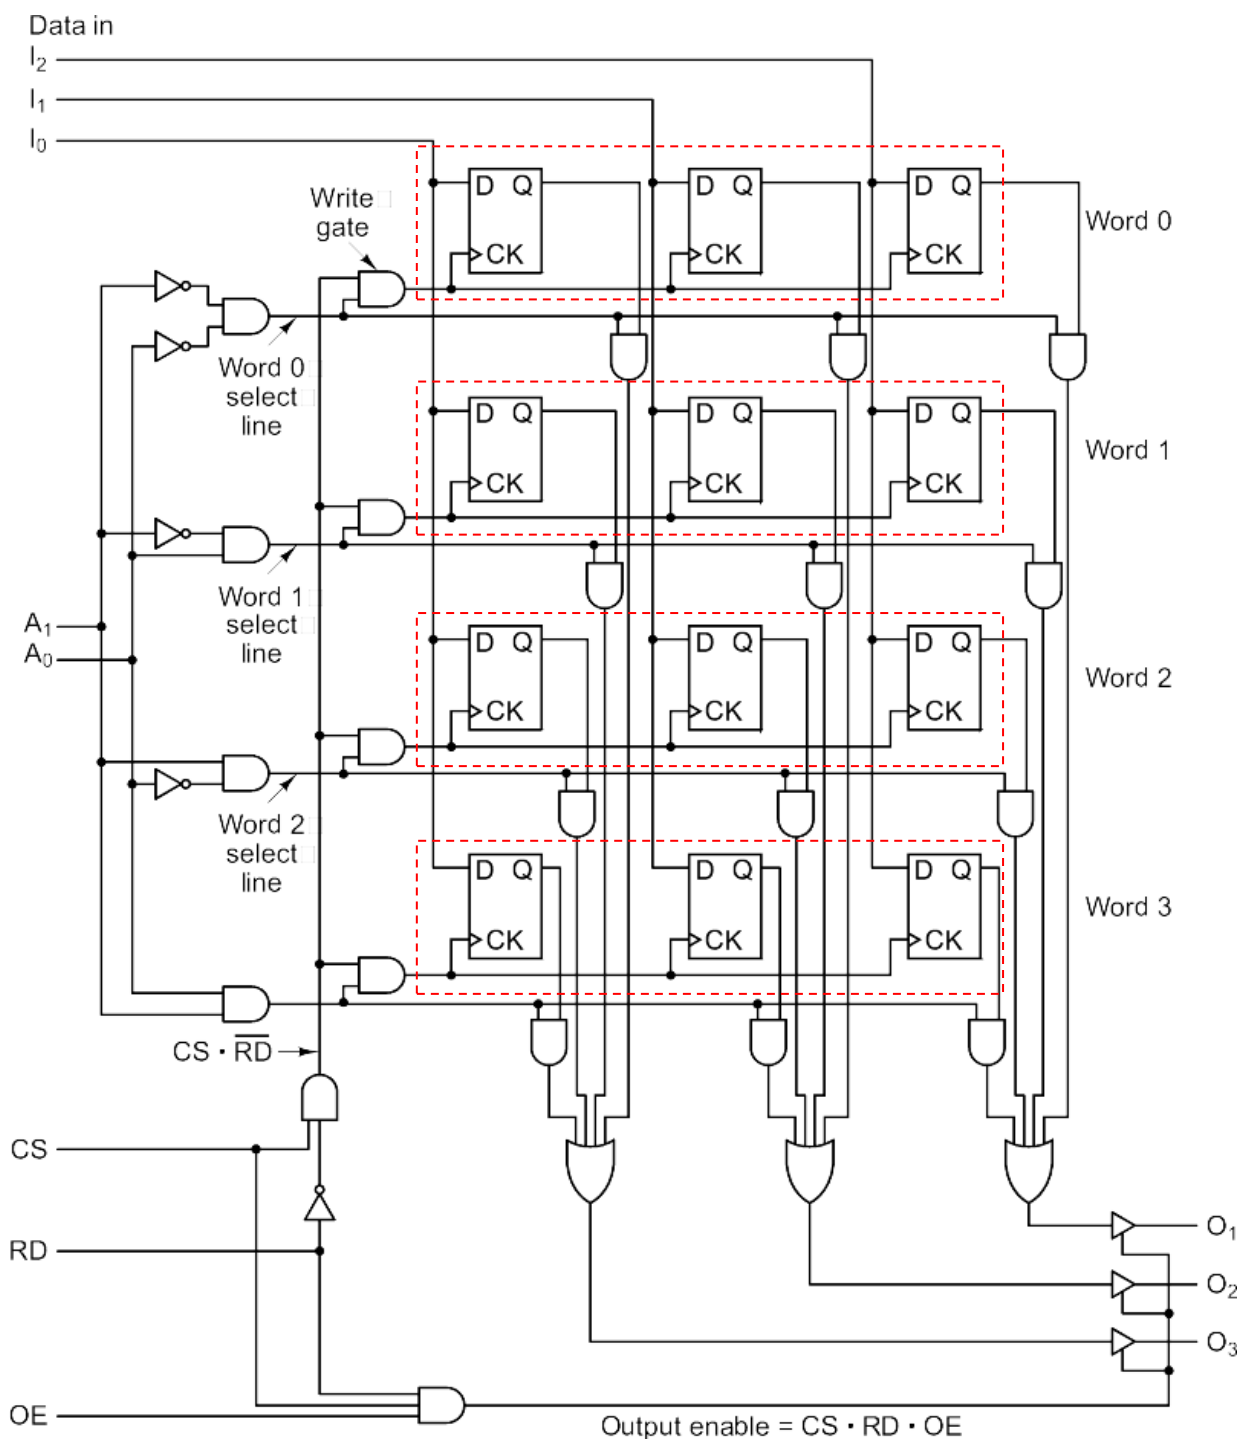 Data in
I₂
I₁
I₀
D Q
CK
D Q
CK
D Q
CK
Word 0
Write
gate
Word 0
select
line
D Q
CK
D Q
CK
D Q
CK
Word 1
Word 1
select
line
A₁
A₀
D Q
CK
D Q
CK
D Q
CK
Word 2
Word 2
select
line
D Q
CK
D Q
CK
D Q
CK
Word 3
CS · R̅D̅
CS
RD
OE
O₁
O₂
O₃
Output enable = CS · RD · OE